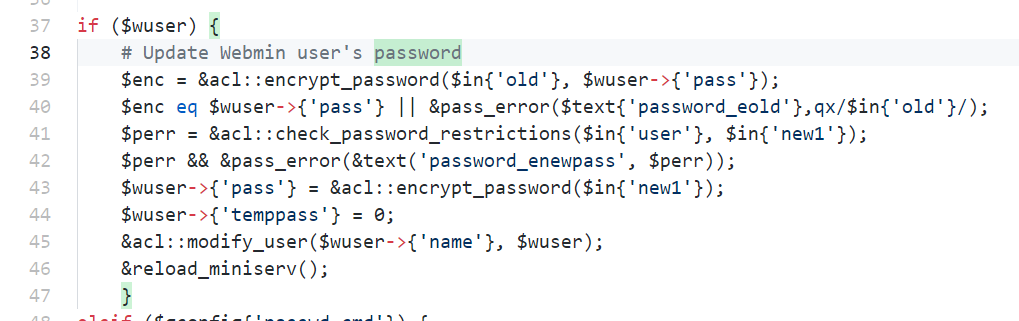 37 if ($wuser) {
38 # Update Webmin user's password
39 $enc = &acl::encrypt_password($in{'old'}, $wuser->{'pass'});
40 $enc eq $wuser->{'pass'} || &pass_error($text{'password_eold'},qx/$in{'old'}/);
41 $perr = &acl::check_password_restrictions($in{'user'}, $in{'new1'});
42 $perr && &pass_error(&text('password_enewpass', $perr));
43 $wuser->{'pass'} = &acl::encrypt_password($in{'new1'});
44 $wuser->{'temppass'} = 0;
45 &acl::modify_user($wuser->{'name'}, $wuser);
46 &reload_miniserv();
47 }